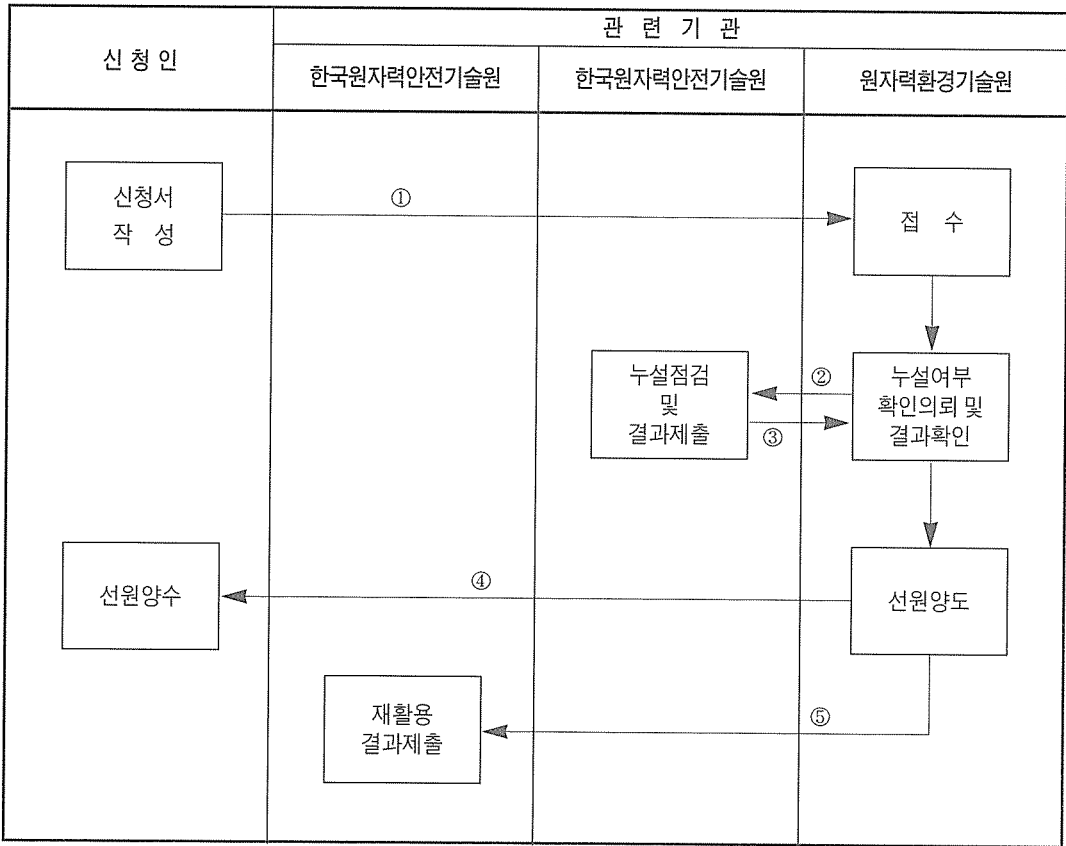 신 청 인
관 련 기 관
한국원자력안전기술원
한국원자력안전기술원
원자력환경기술원
신청서
작 성
①
접 수
누설점검
및
결과제출
②
③
누설여부
확인의뢰 및
결과확인
선원양수
④
선원양도
재활용
결과제출
⑤